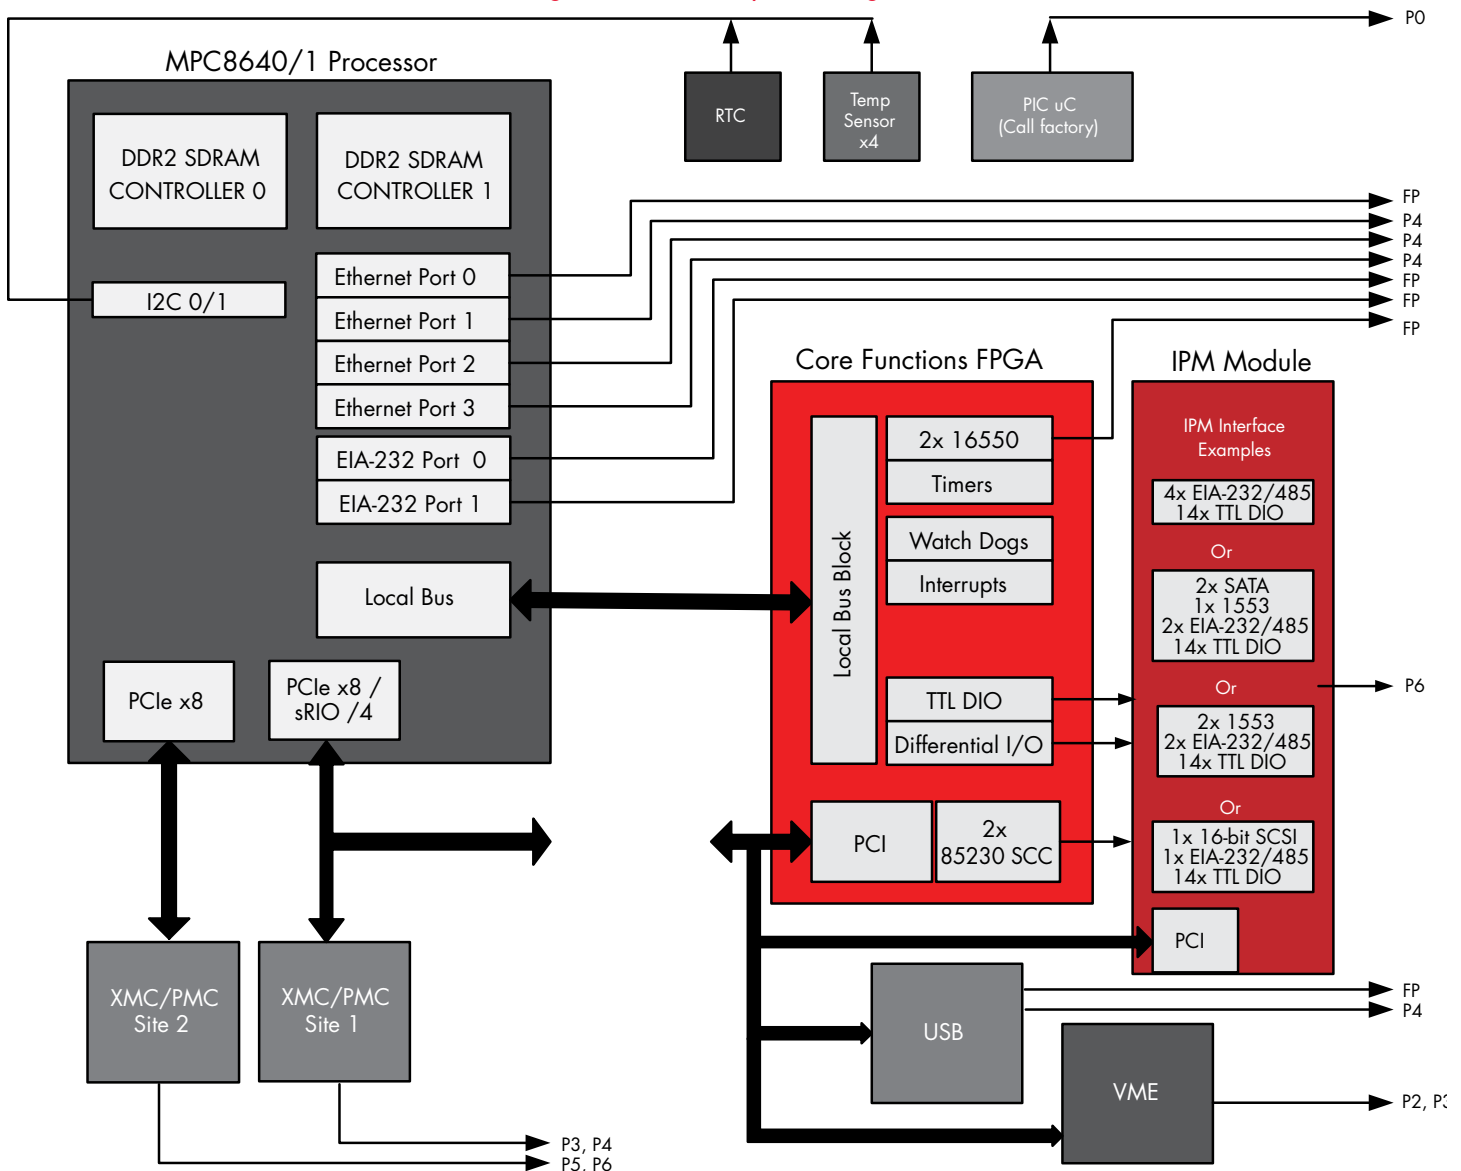 P0
MPC8640/1 Processor
RTC
Temp
Sensor
x4
PIC uC
(Call factory)
DDR2 SDRAM
CONTROLLER 0
DDR2 SDRAM
CONTROLLER 1
FP
P4
P4
P4
FP
FP
FP
I2C 0/1
Ethernet Port 0
Ethernet Port 1
Ethernet Port 2
Ethernet Port 3
EIA-232 Port 0
EIA-232 Port 1
Local Bus
PCIe x8
PCIe x8 /
sRIO /4
Core Functions FPGA
Local Bus Block
2x 16550
Timers
Watch Dogs
Interrupts
TTL DIO
Differential I/O
PCI
2x
85230 SCC
IPM Module
IPM Interface
Examples
4x EIA-232/485
14x TTL DIO
Or
2x SATA
1x 1553
2x EIA-232/485
14x TTL DIO
Or
2x 1553
2x EIA-232/485
14x TTL DIO
Or
1x 16-bit SCSI
1x EIA-232/485
14x TTL DIO
PCI
P6
XMC/PMC
Site 2
XMC/PMC
Site 1
USB
FP
P4
VME
P2,
P3, P4
P5, P6